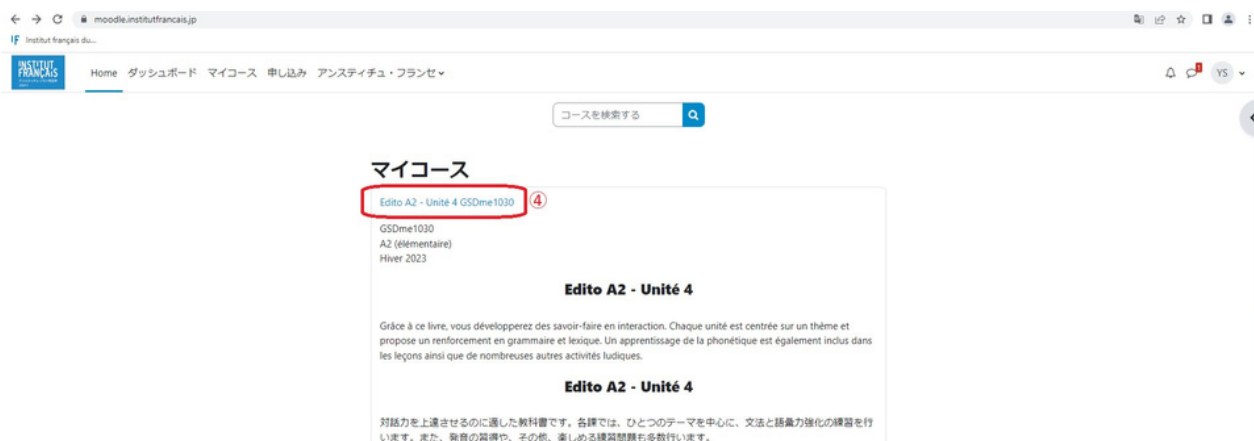 moodle.institutfrancais.jp
IF Institut français du...
INSTITUT
FRANÇAIS
Home ダッシュボード マイコース 申し込み アンスティチュ・フランセ
1
YS
コースを検索する
マイコース
Edito A2 - Unité 4 GSDme1030
④
GSDme1030
A2 (élémentaire)
Hiver 2023
Edito A2 - Unité 4
Grâce à ce livre, vous développerez des savoir-faire en interaction. Chaque unité est centrée sur un thème et
propose un renforcement en grammaire et lexique. Un apprentissage de la phonétique est également inclus dans
les leçons ainsi que de nombreuses autres activités ludiques.
Edito A2 - Unité 4
対話力を上達させるのに適した教科書です。各課では、ひとつのテーマを中心に、文法と語彙力強化の練習を行
います。また、発音の習得や、その他、楽しめる練習問題も多数行います。